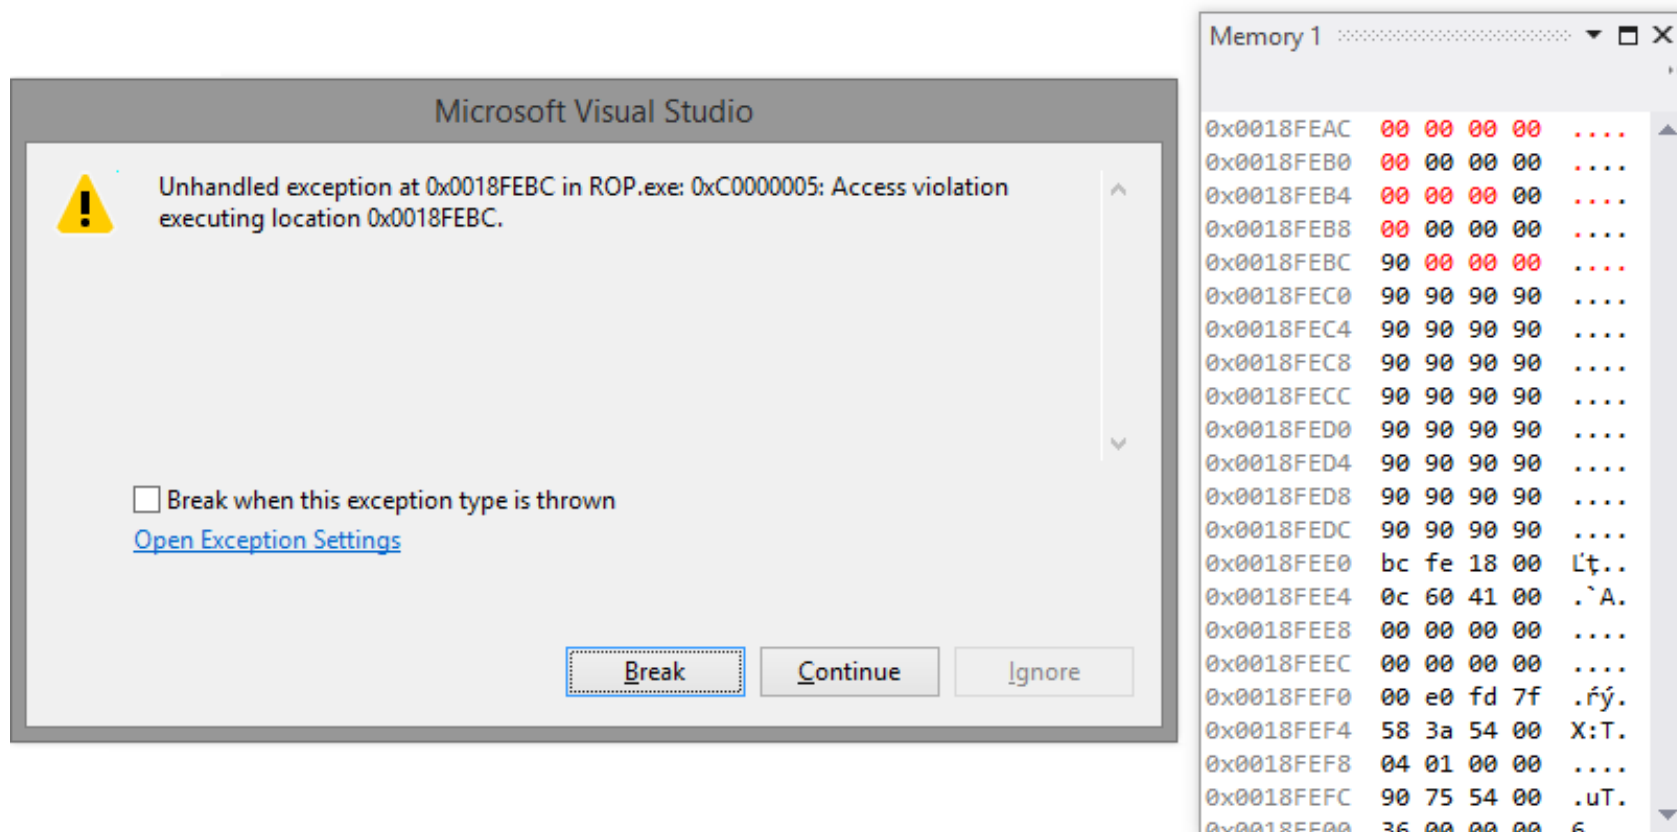 Microsoft Visual Studio
Unhandled exception at 0x0018FEBC in ROP.exe: 0xC0000005: Access violation
executing location 0x0018FEBC.
Break when this exception type is thrown
Open Exception Settings
Break Continue Ignore
Memory 1
0x0018FEAC 00 00 00 00 ....
0x0018FEB0 00 00 00 00 ....
0x0018FEB4 00 00 00 00 ....
0x0018FEB8 00 00 00 00 ....
0x0018FEBC 90 00 00 00 ....
0x0018FEC0 90 90 90 90 ....
0x0018FEC4 90 90 90 90 ....
0x0018FEC8 90 90 90 90 ....
0x0018FECC 90 90 90 90 ....
0x0018FED0 90 90 90 90 ....
0x0018FED4 90 90 90 90 ....
0x0018FED8 90 90 90 90 ....
0x0018FEDC 90 90 90 90 ....
0x0018FEE0 bc fe 18 00 Ľţ..
0x0018FEE4 0c 60 41 00 .`A.
0x0018FEE8 00 00 00 00 ....
0x0018FEEC 00 00 00 00 ....
0x0018FEF0 00 e0 fd 7f .ŕý.
0x0018FEF4 58 3a 54 00 X:T.
0x0018FEF8 04 01 00 00 ....
0x0018FEFC 90 75 54 00 .uT.
0x0018FF00 36 00 00 00 6